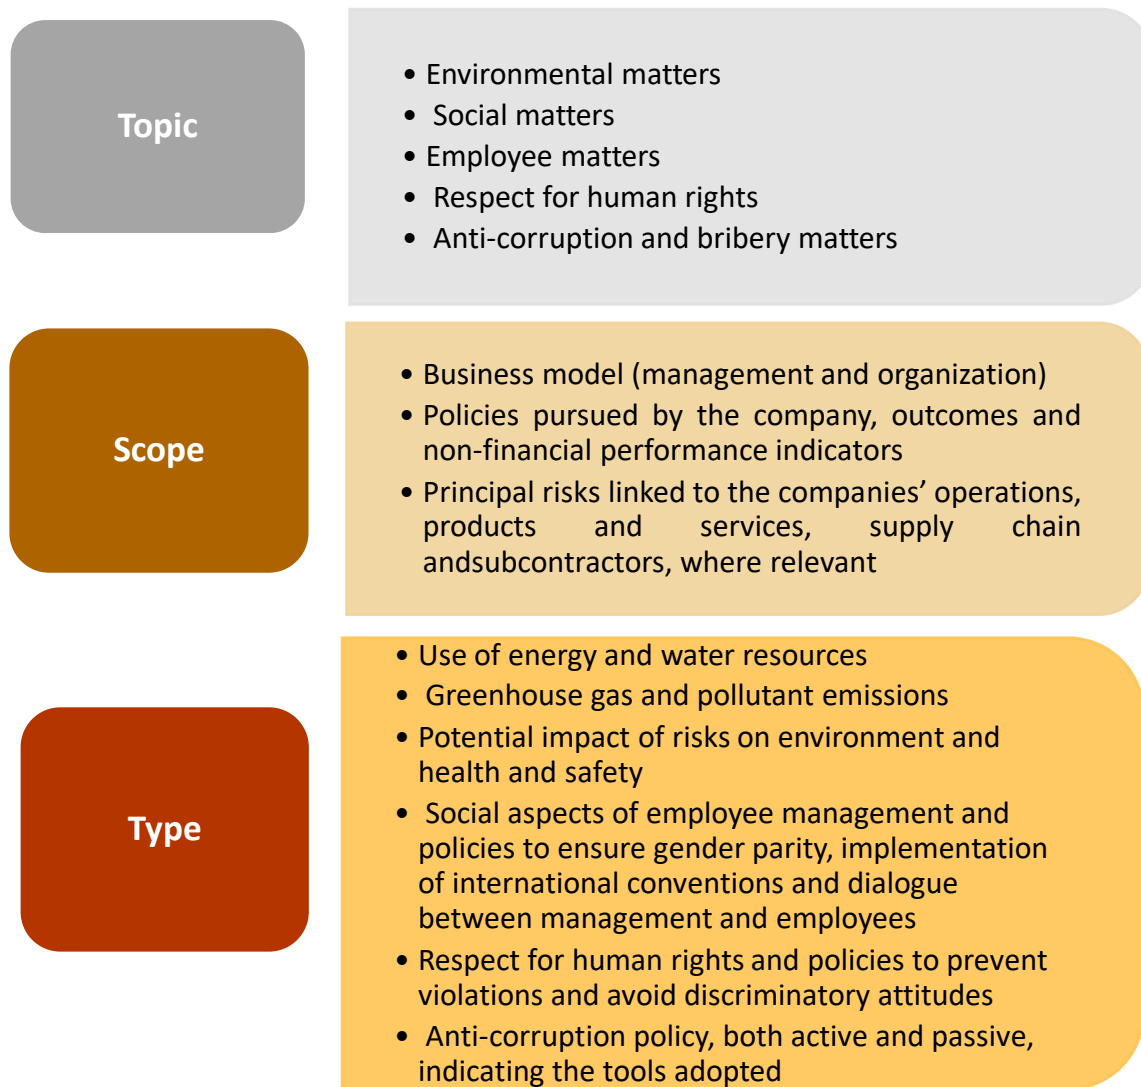 Topic
• Environmental matters
• Social matters
• Employee matters
• Respect for human rights
• Anti-corruption and bribery matters
Scope
• Business model (management and organization)
• Policies pursued by the company, outcomes and
non-financial performance indicators
• Principal risks linked to the companies’ operations,
products and services, supply chain
andsubcontractors, where relevant
Type
• Use of energy and water resources
• Greenhouse gas and pollutant emissions
• Potential impact of risks on environment and
health and safety
• Social aspects of employee management and
policies to ensure gender parity, implementation
of international conventions and dialogue
between management and employees
• Respect for human rights and policies to prevent
violations and avoid discriminatory attitudes
• Anti-corruption policy, both active and passive,
indicating the tools adopted